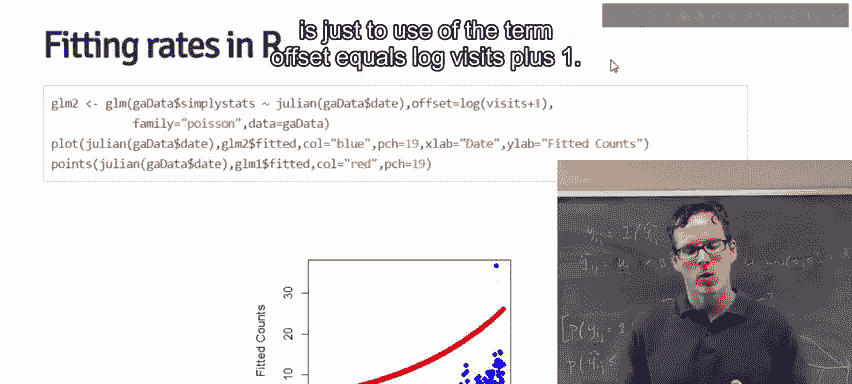 is just to use of the term
Fitting rates in R
offset equals log visits plus 1.
glm2 <- glm(gaData$simplystats ~ julian(gaData$date),offset=log(visits+1),
family="poisson",data=gaData)
plot(julian(gaData$date),glm2$fitted,col="blue",pch=19,xlab="Date",ylab="Fitted Counts")
points(julian(gaData$date),glm1$fitted,col="red",pch=19)
30
20
10
Fitted Counts